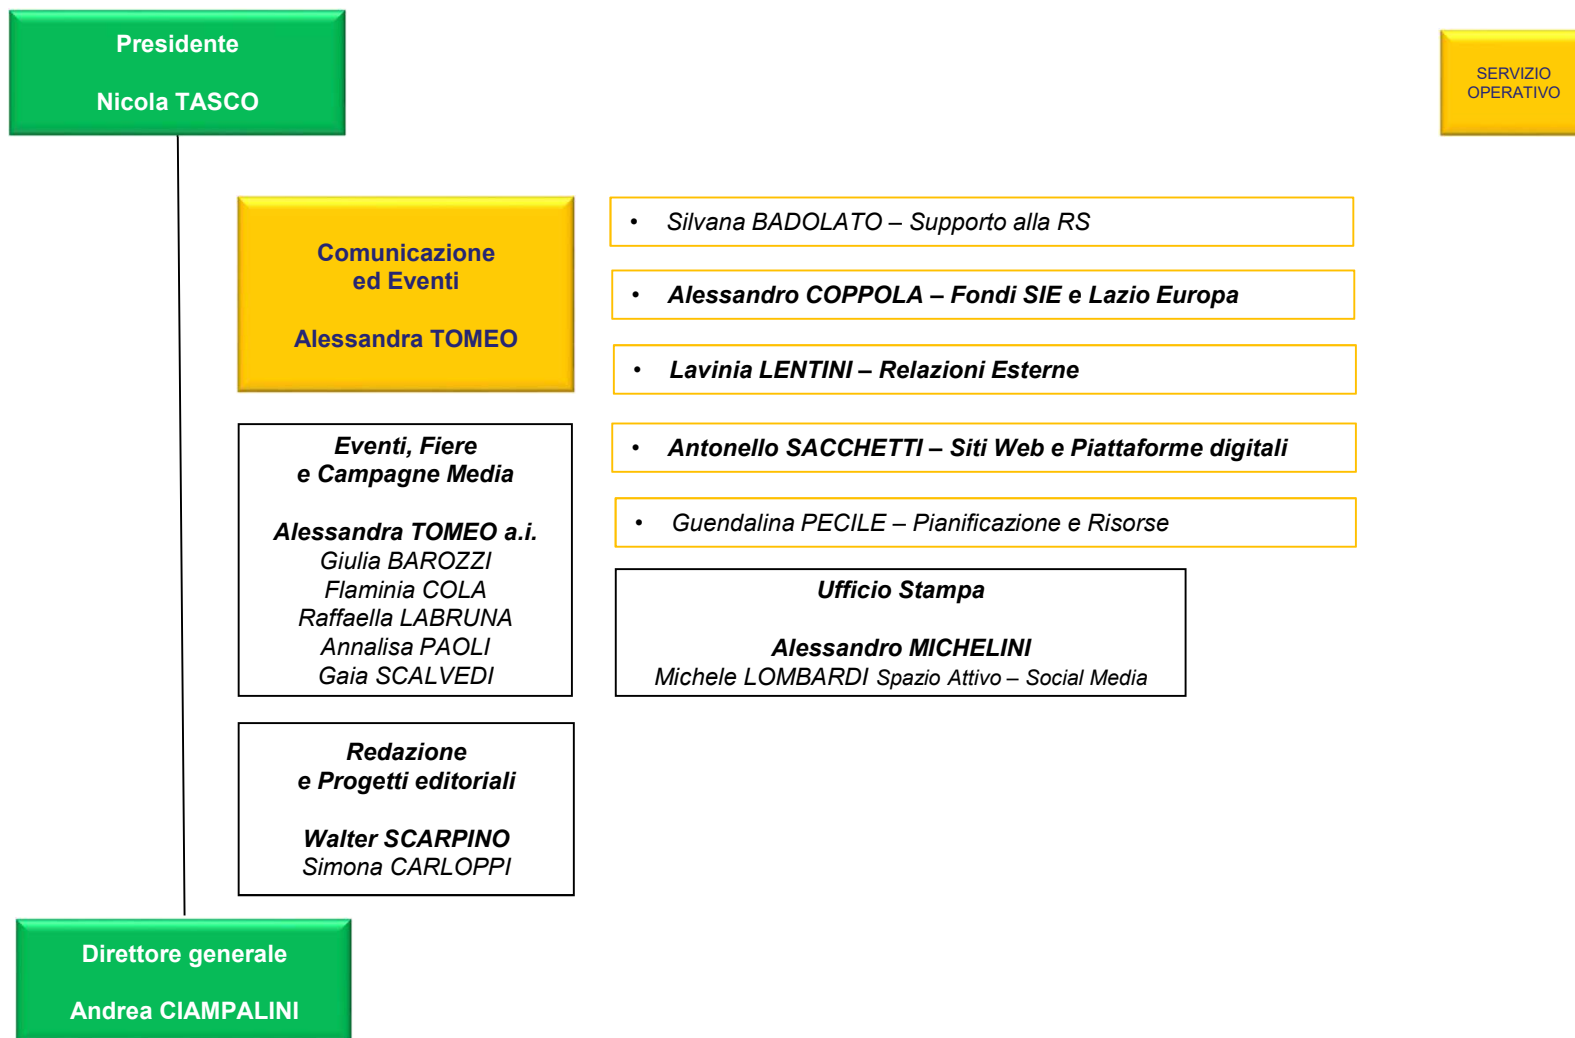 Presidente
Nicola TASCO
SERVIZIO
OPERATIVO
Comunicazione
ed Eventi
Alessandra TOMEO
• Silvana BADOLATO – Supporto alla RS
• Alessandro COPPOLA – Fondi SIE e Lazio Europa
• Lavinia LENTINI – Relazioni Esterne
• Antonello SACCHETTI – Siti Web e Piattaforme digitali
• Guendalina PECILE – Pianificazione e Risorse
Eventi, Fiere
e Campagne Media
Alessandra TOMEO a.i.
Giulia BAROZZI
Flaminia COLA
Raffaella LABRUNA
Annalisa PAOLI
Gaia SCALVEDI
Ufficio Stampa
Alessandro MICHELINI
Michele LOMBARDI Spazio Attivo – Social Media
Redazione
e Progetti editoriali
Walter SCARPINO
Simona CARLOPPI
Direttore generale
Andrea CIAMPALINI